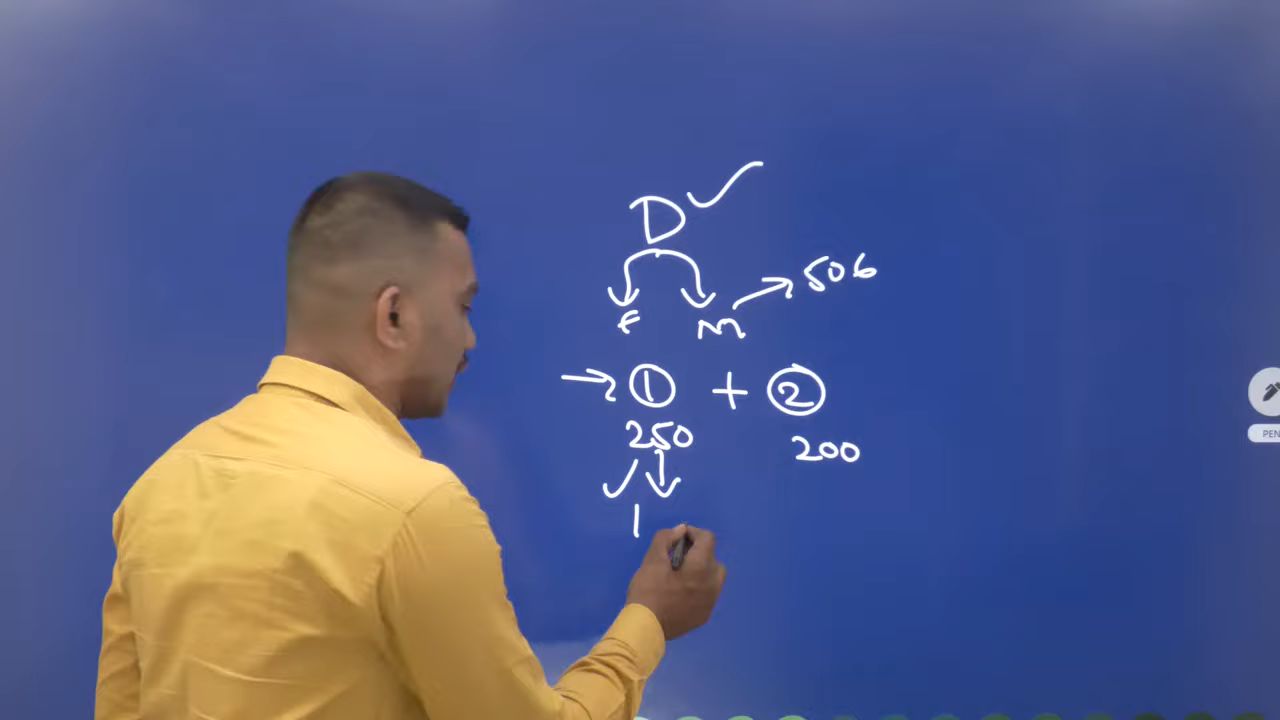 D
F M → 506
→ ① + ②
250 200
1
PEN